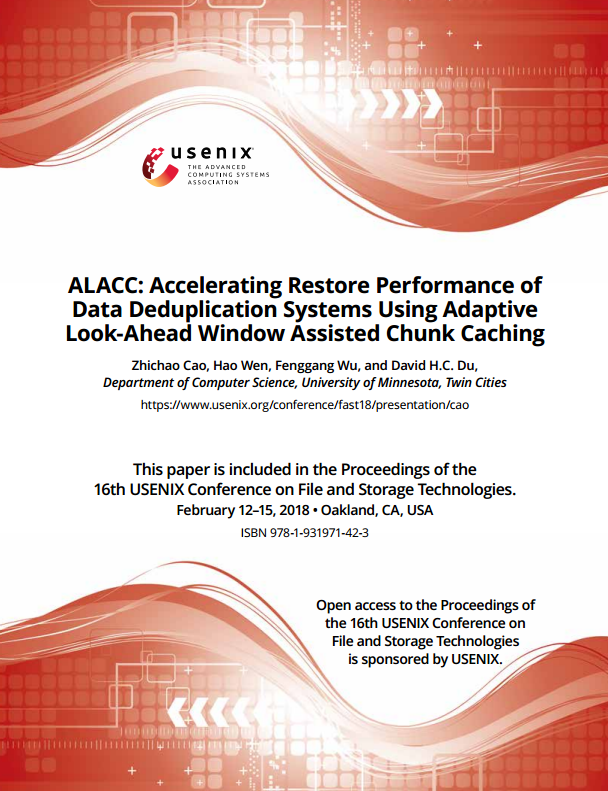 usenix
THE ADVANCED
COMPUTING SYSTEMS
ASSOCIATION
ALACC: Accelerating Restore Performance of
Data Deduplication Systems Using Adaptive
Look-Ahead Window Assisted Chunk Caching
Zhichao Cao, Hao Wen, Fenggang Wu, and David H.C. Du,
Department of Computer Science, University of Minnesota, Twin Cities
https://www.usenix.org/conference/fast18/presentation/cao
This paper is included in the Proceedings of the
16th USENIX Conference on File and Storage Technologies.
February 12–15, 2018 • Oakland, CA, USA
ISBN 978-1-931971-42-3
Open access to the Proceedings of
the 16th USENIX Conference on
File and Storage Technologies
is sponsored by USENIX.